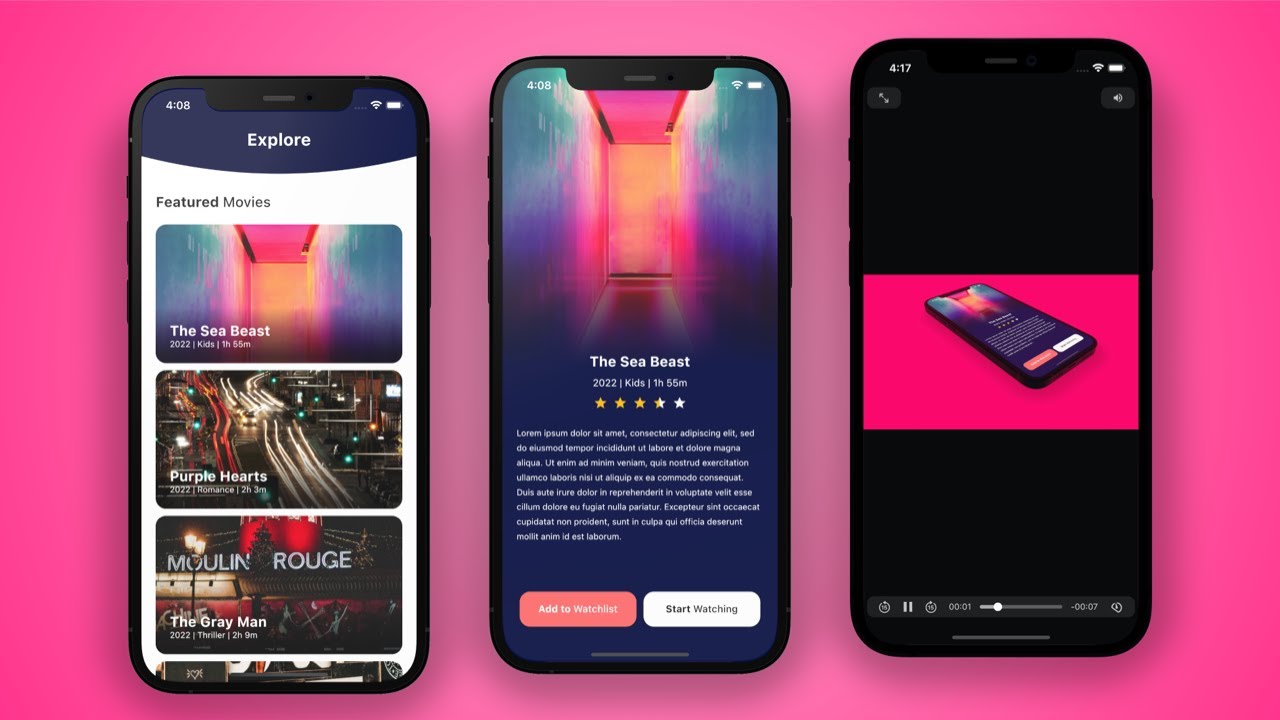 4:08
Explore
Featured Movies
The Sea Beast
2022 | Kids | 1h 55m
Purple Hearts
2022 | Romance | 2h 3m
MOULIN ROUGE
The Gray Man
2022 | Thriller | 2h 9m
4:08
The Sea Beast
2022 | Kids | 1h 55m
Lorem ipsum dolor sit amet, consectetur adipiscing elit, sed
do eiusmod tempor incididunt ut labore et dolore magna
aliqua. Ut enim ad minim veniam, quis nostrud exercitation
ullamco laboris nisi ut aliquip ex ea commodo consequat.
Duis aute irure dolor in reprehenderit in voluptate velit esse
cillum dolore eu fugiat nulla pariatur. Excepteur sint occaecat
cupidatat non proident, sunt in culpa qui officia deserunt
mollit anim id est laborum.
Add to Watchlist
Start Watching
4:17
The Sea Beast
15
15
00:01
-00:07